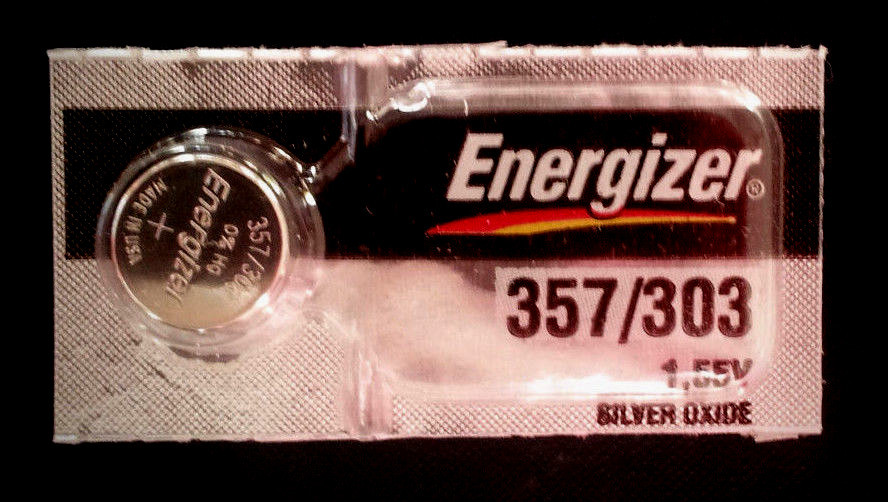 Energizer®
357/303
1.55V
SILVER OXIDE
357/303
0% HG
Energizer
+
MADE IN USA